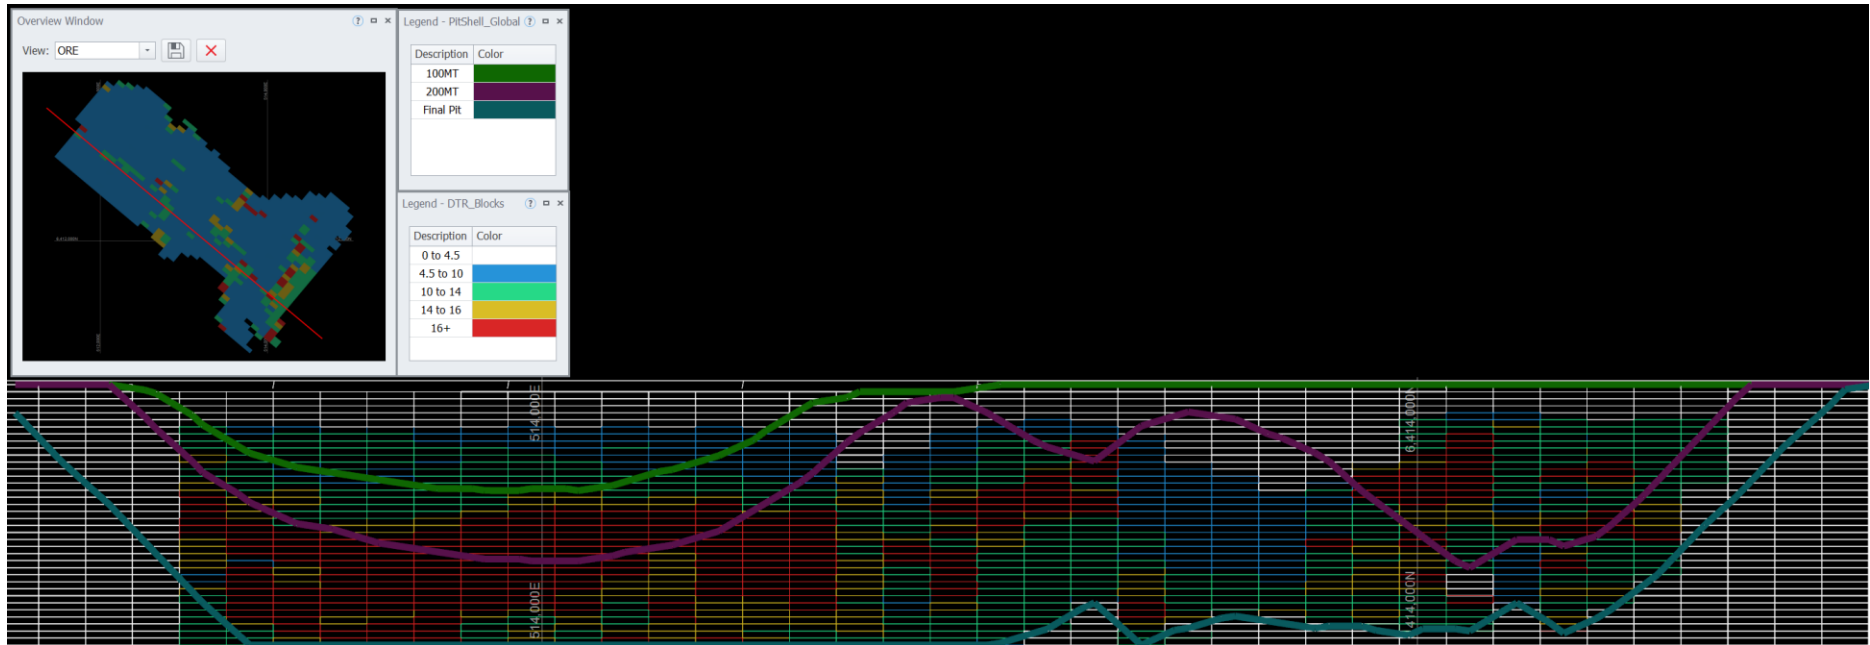 Overview Window
View: ORE
Legend - PitShell_Global
Description Color
100MT
200MT
Final Pit
Legend - DTR_Blocks
Description Color
0 to 4.5
4.5 to 10
10 to 14
14 to 16
16+
514,000E
6,414,000N
514,000E
414,000N